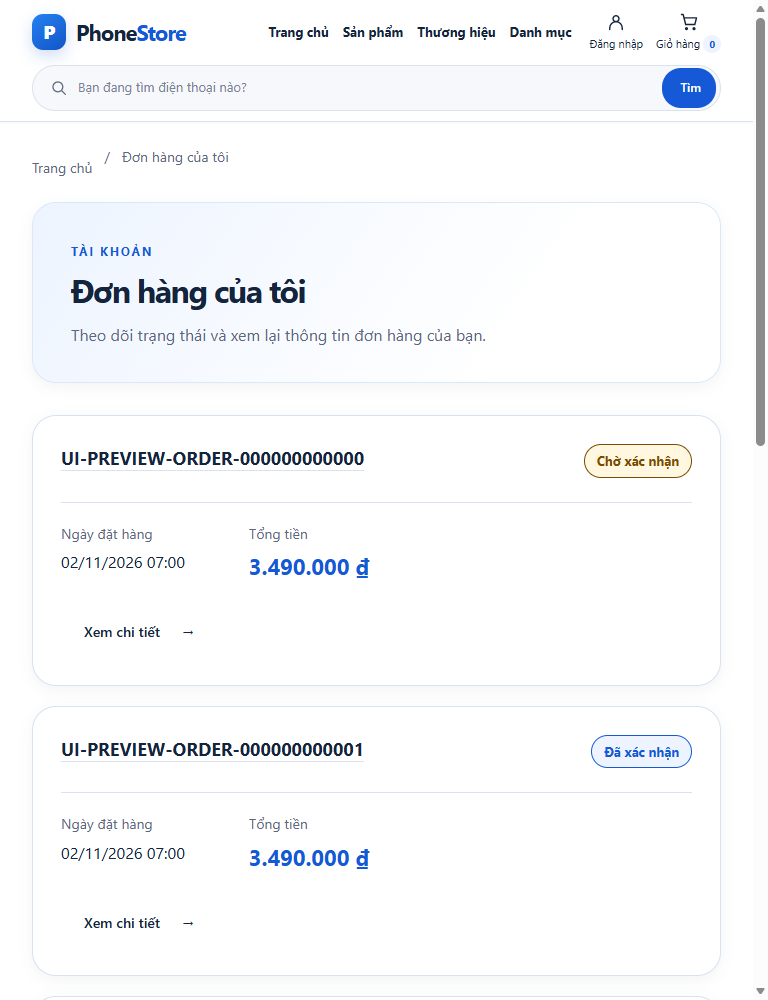 P PhoneStore Trang chủ Sản phẩm Thương hiệu Danh mục Đăng nhập Giỏ hàng 0
Bạn đang tìm điện thoại nào? Tìm
Trang chủ / Đơn hàng của tôi
TÀI KHOẢN
Đơn hàng của tôi
Theo dõi trạng thái và xem lại thông tin đơn hàng của bạn.
UI-PREVIEW-ORDER-000000000000 Chờ xác nhận
Ngày đặt hàng Tổng tiền
02/11/2026 07:00 3.490.000 ₫
Xem chi tiết →
UI-PREVIEW-ORDER-000000000001 Đã xác nhận
Ngày đặt hàng Tổng tiền
02/11/2026 07:00 3.490.000 ₫
Xem chi tiết →